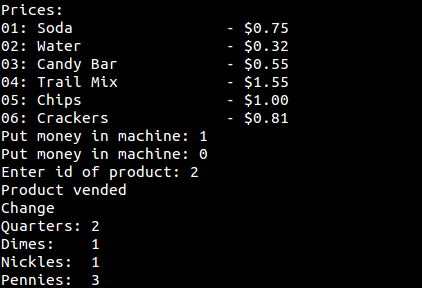 Prices:
01: Soda                 - $0.75
02: Water                - $0.32
03: Candy Bar            - $0.55
04: Trail Mix            - $1.55
05: Chips                - $1.00
06: Crackers             - $0.81
Put money in machine: 1
Put money in machine: 0
Enter id of product: 2
Product vended
Change
Quarters: 2
Dimes:    1
Nickles:  1
Pennies:  3